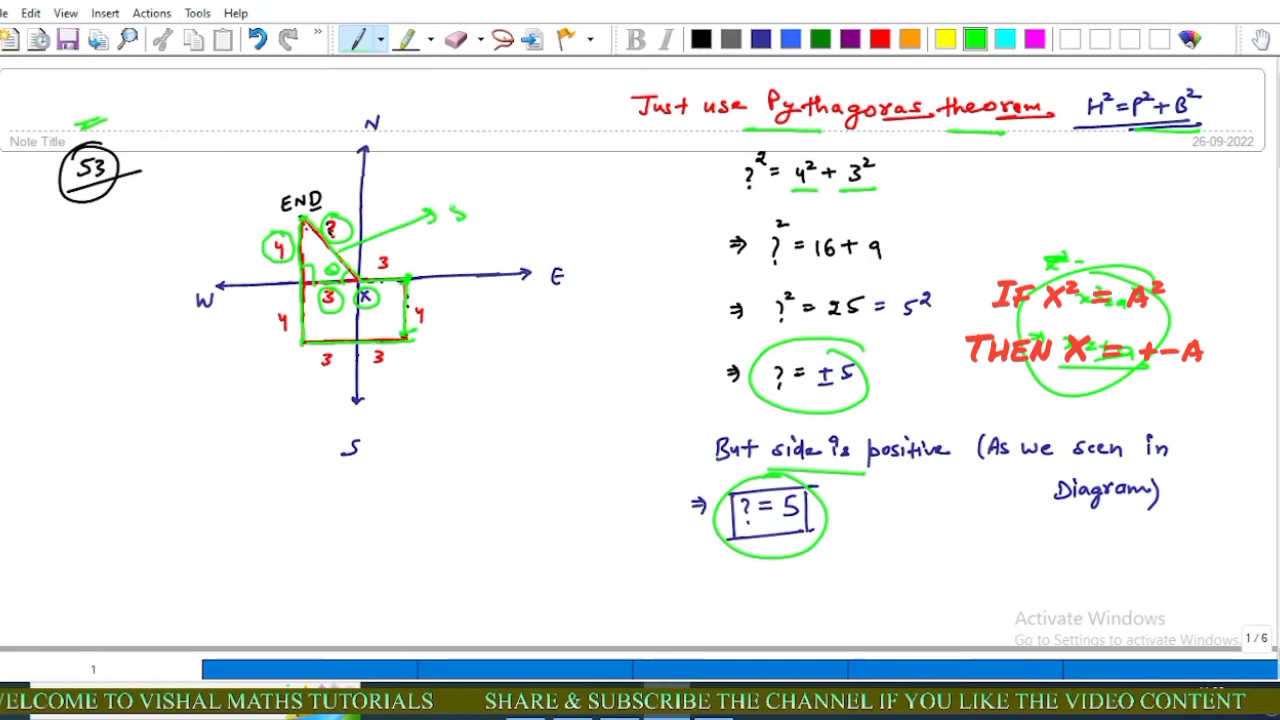 le Edit View Insert Actions Tools Help
Just use Pythagoras theorem H² = P² + B²
Note Title 26-09-2022
53
N
END
4 ? 5
3
W E
3 X
4 4
3 3
S
?² = 4² + 3²
⇒ ?² = 16 + 9
⇒ ?² = 25 = 5²
⇒ ? = ±5
IF X² = A²
THEN X = +-A
But side is positive (As we seen in
Diagram)
⇒ ? = 5
Activate Windows
Go to Settings to activate Windows.
1 / 6
1
WELCOME TO VISHAL MATHS TUTORIALS SHARE & SUBSCRIBE THE CHANNEL IF YOU LIKE THE VIDEO CONTENT